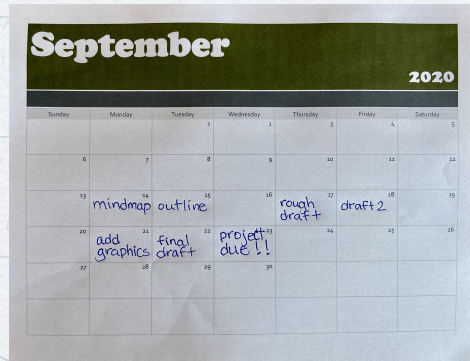 September
2020
Sunday Monday Tuesday Wednesday Thursday Friday Saturday
1 2 3 4 5
6 7 8 9 10 11 12
13 14 15 16 17 18 19
mindmap outline rough draft draft 2
20 21 22 23 24 25 26
add graphics final draft project due!!
27 28 29 30